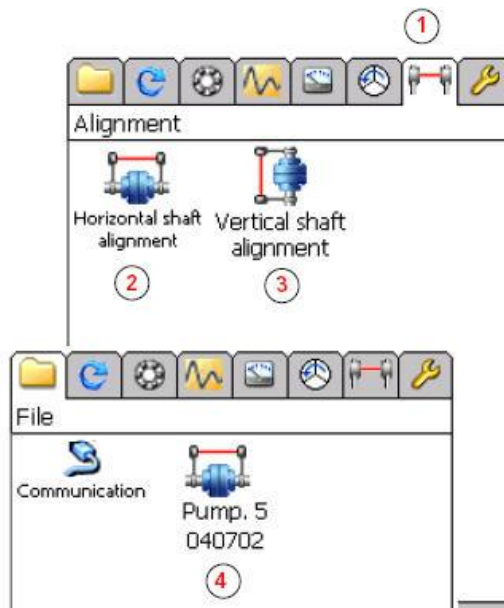 1
Alignment
Horizontal shaft
alignment
Vertical shaft
alignment
2
3
File
Communication
Pump. 5
040702
4